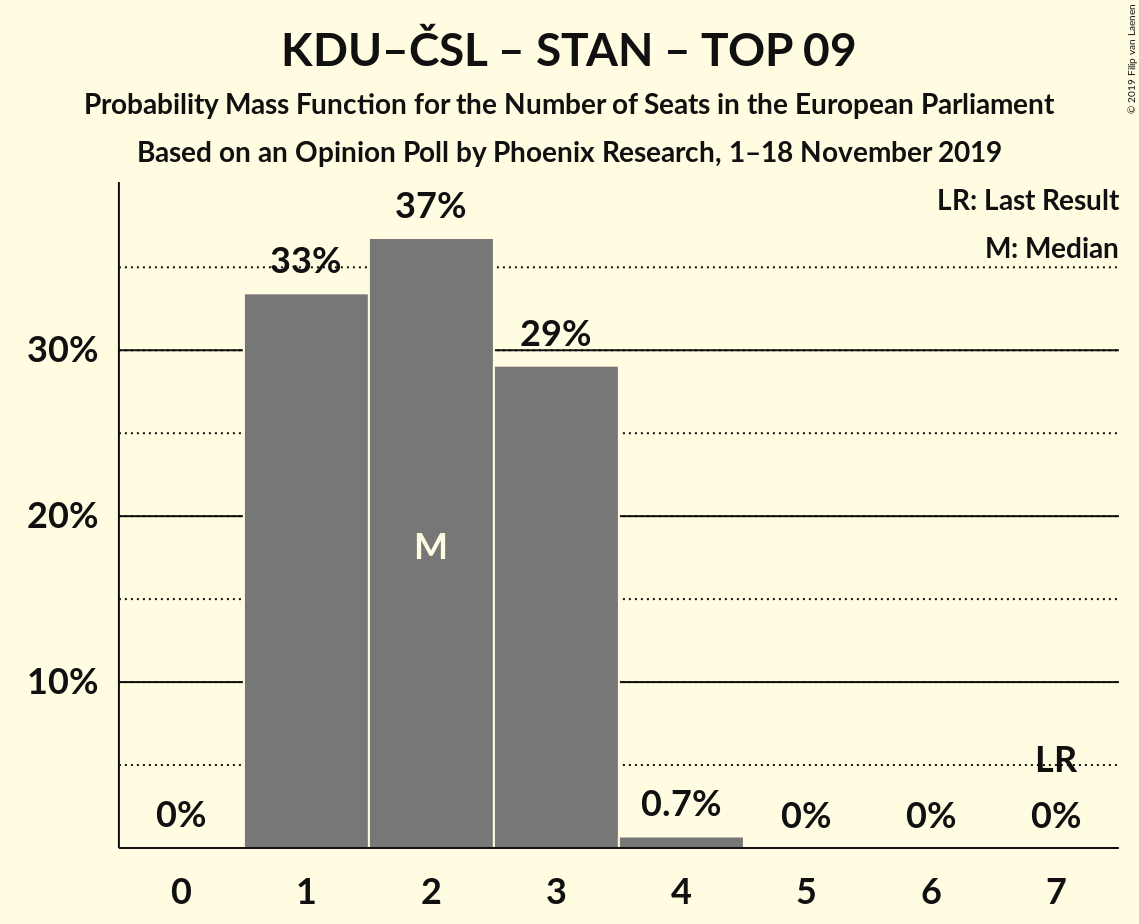 KDU–ČSL – STAN – TOP 09
Probability Mass Function for the Number of Seats in the European Parliament
Based on an Opinion Poll by Phoenix Research, 1–18 November 2019
© 2019 Filip van Laenen
LR: Last Result
M: Median
37%
33%
29%
30%
20%
M
10%
LR
0%
0.7%
0%
0%
0%
0 1 2 3 4 5 6 7